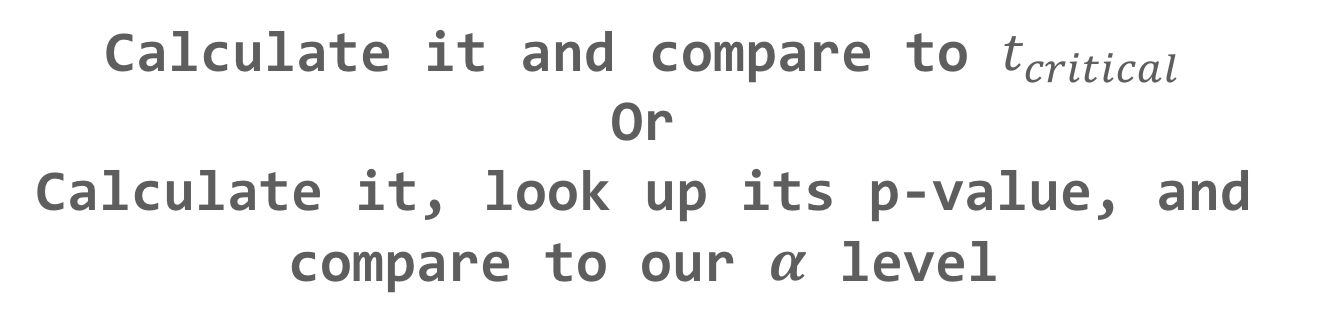 Calculate it and compare to t_critical
Or
Calculate it, look up its p-value, and
compare to our α level